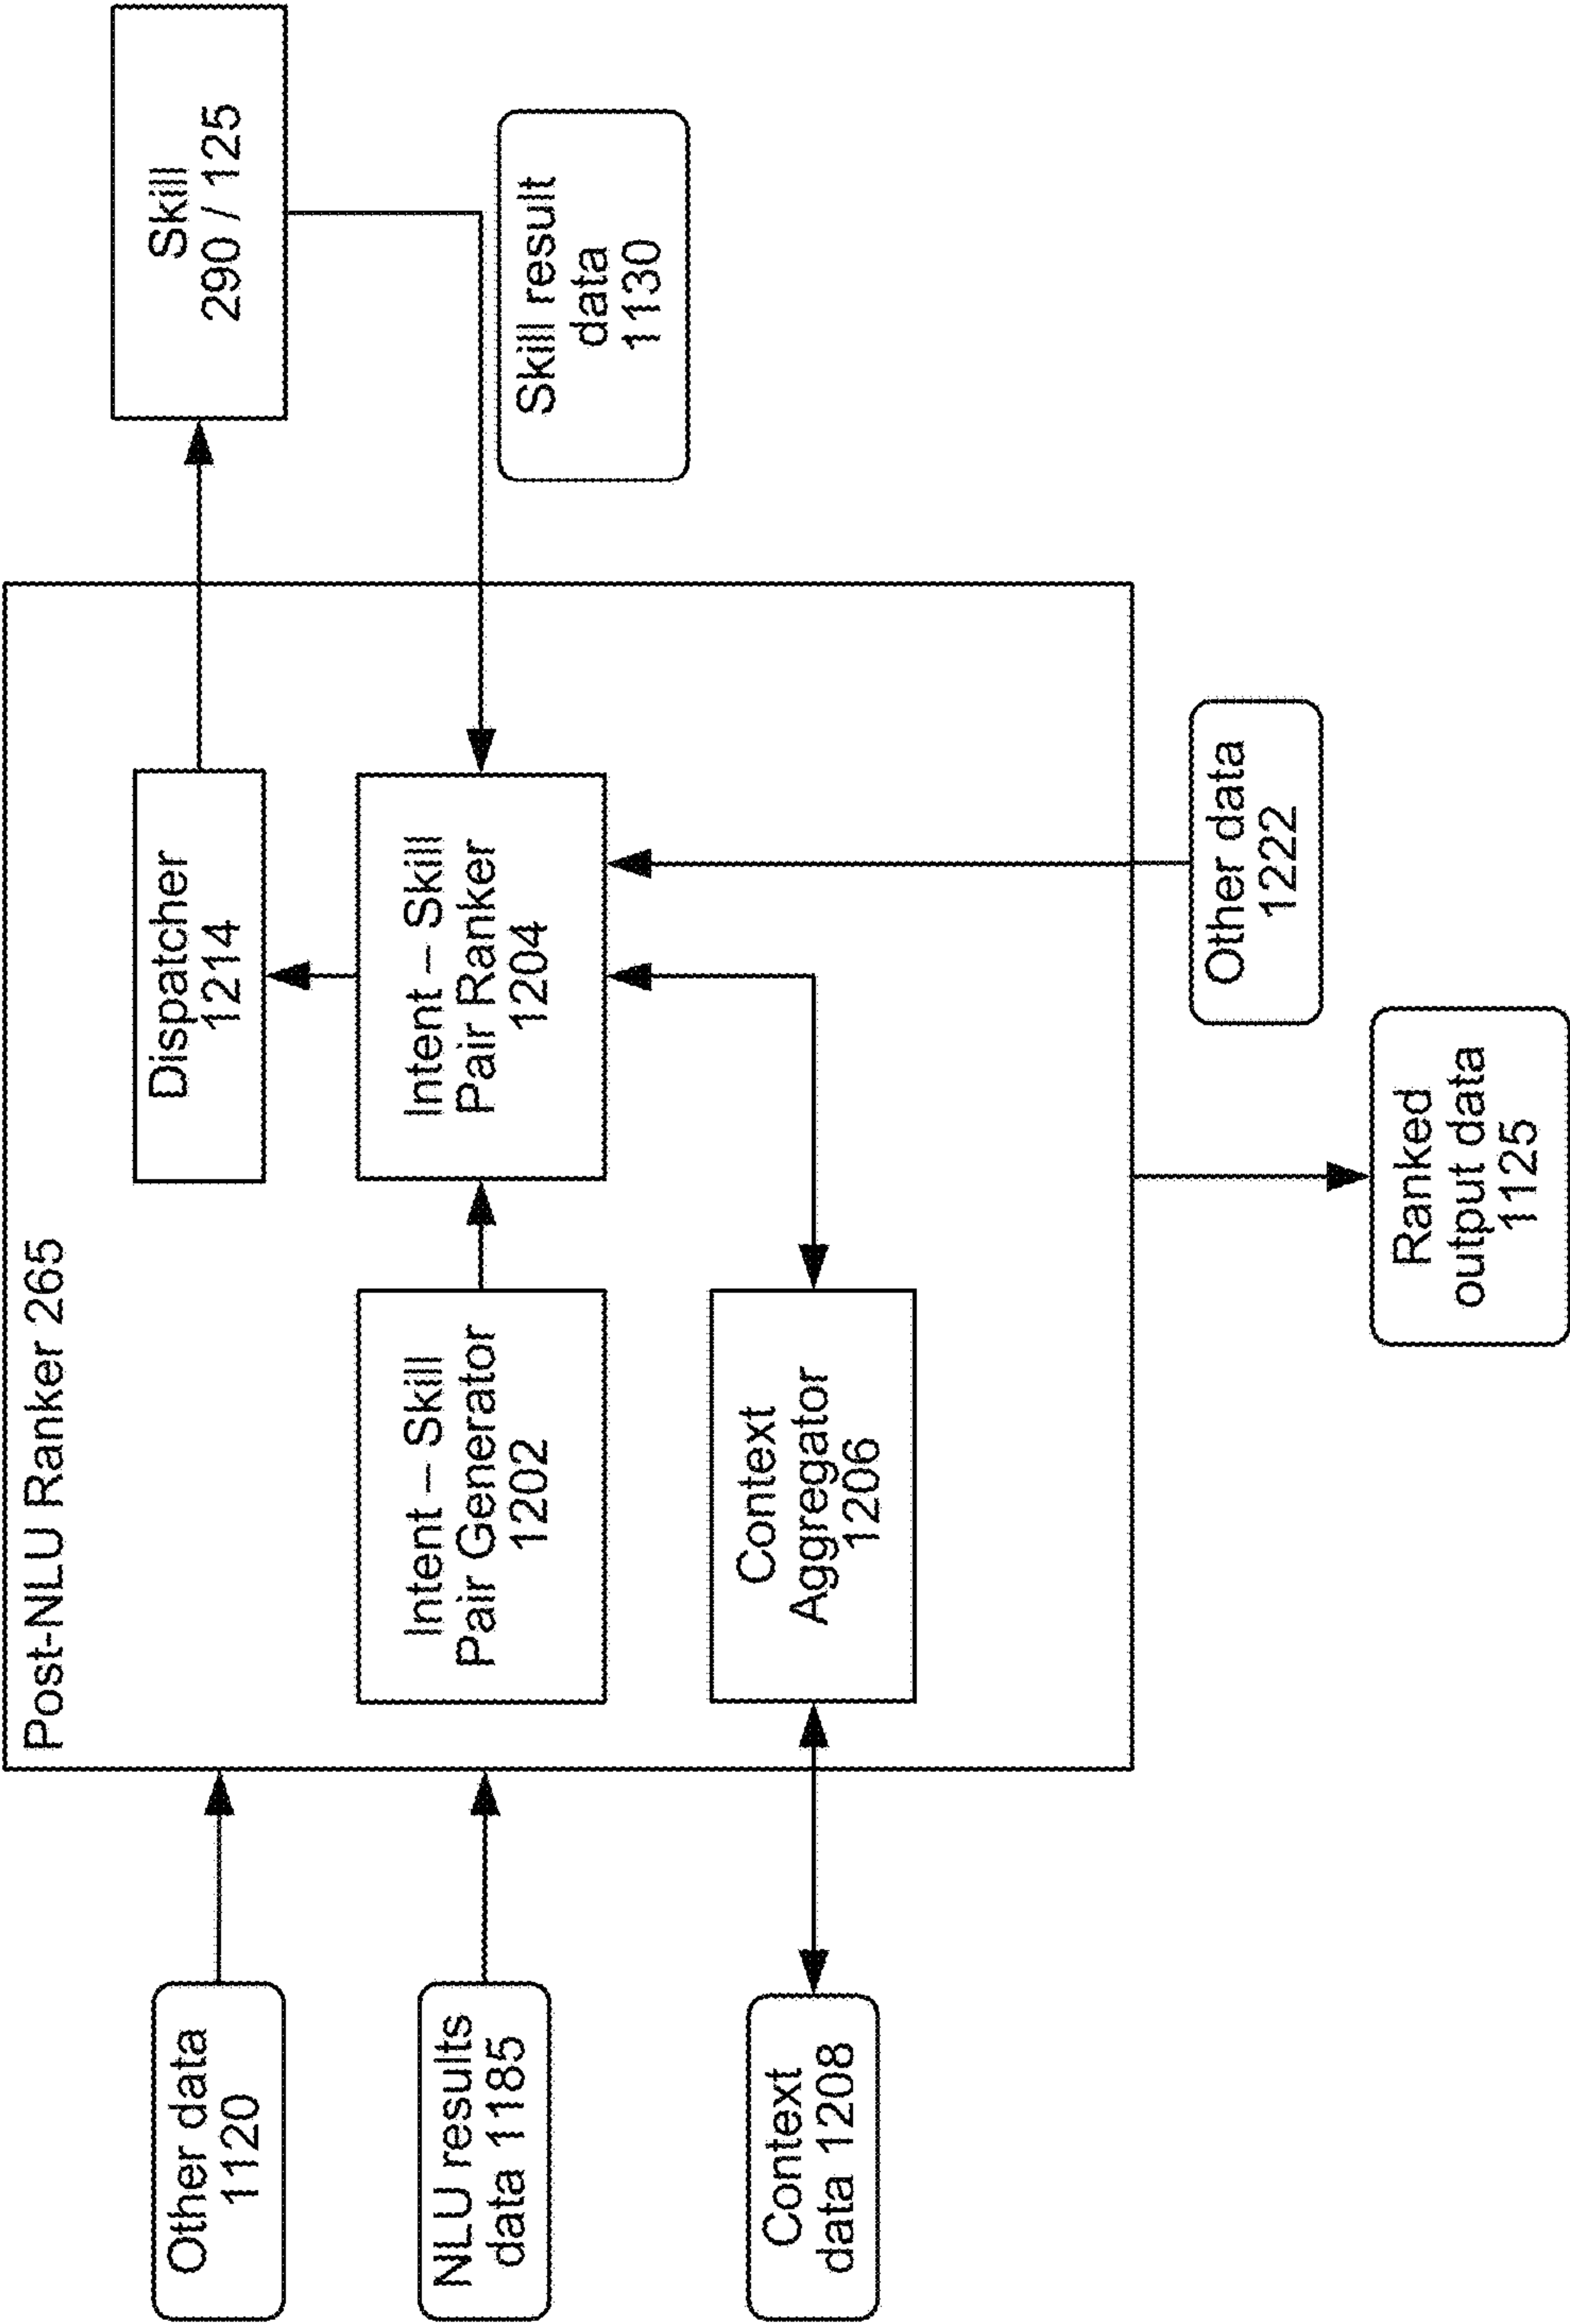 Other data
1120
NLU results
data 1185
Context
data 1208
Post-NLU Ranker 265
Intent – Skill
Pair Generator
1202
Context
Aggregator
1206
Dispatcher
1214
Intent – Skill
Pair Ranker
1204
Skill
290 / 125
Skill result
data
1130
Other data
1222
Ranked
output data
1125